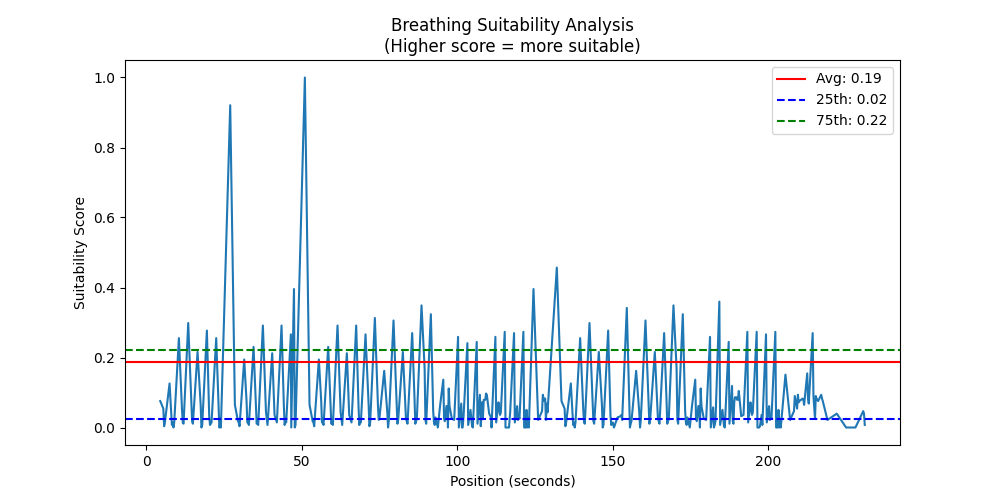 Breathing Suitability Analysis
(Higher score = more suitable)
Avg: 0.19
25th: 0.02
75th: 0.22
Suitability Score
1.0
0.8
0.6
0.4
0.2
0.0
0
50
100
150
200
Position (seconds)